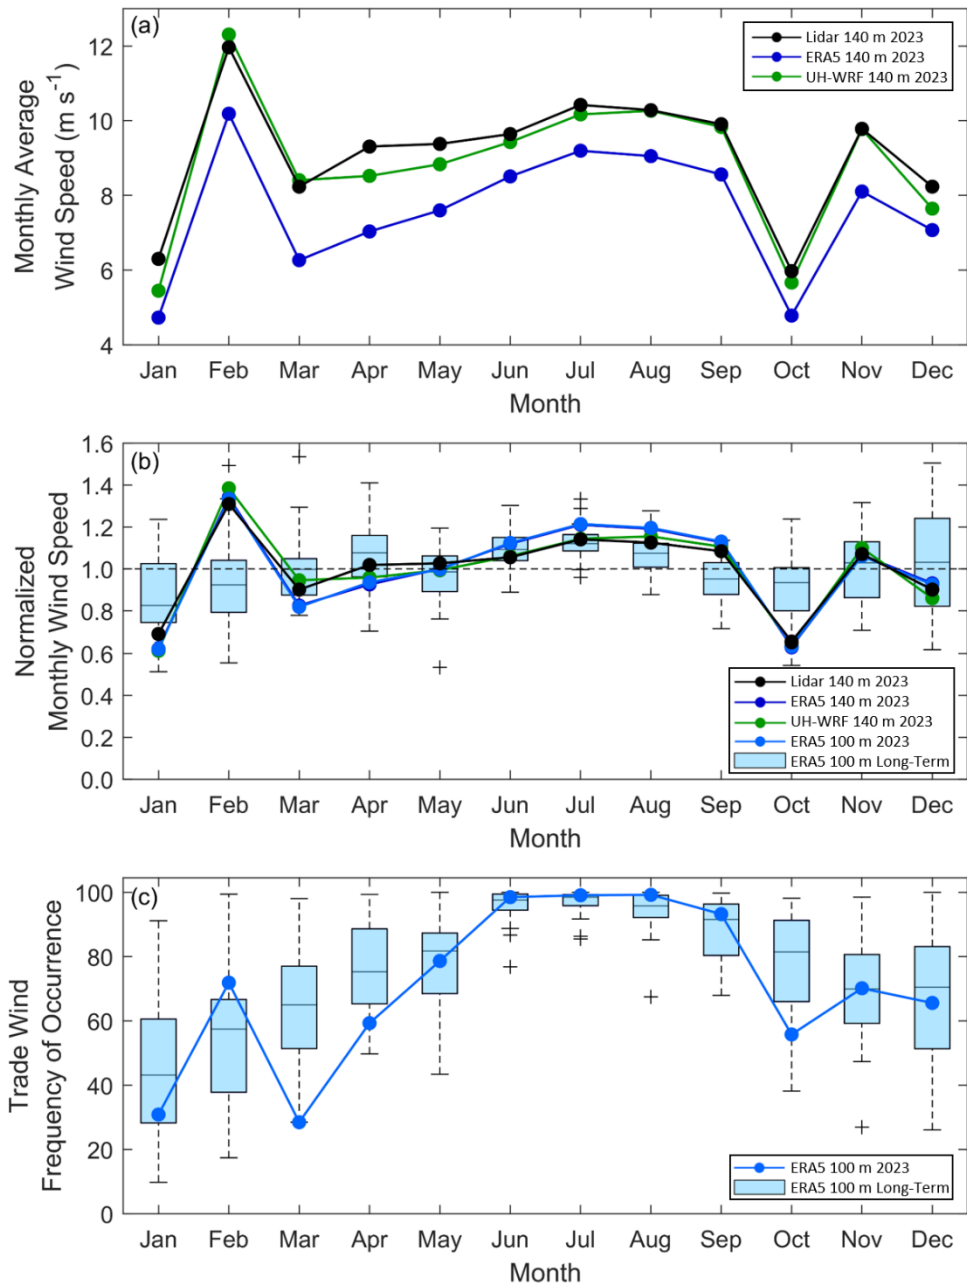 (a)
Lidar 140 m 2023
ERA5 140 m 2023
UH-WRF 140 m 2023
Monthly Average
Wind Speed (m s-1)
12
10
8
6
4
Jan Feb Mar Apr May Jun Jul Aug Sep Oct Nov Dec
Month
(b)
Normalized
Monthly Wind Speed
1.6
1.4
1.2
1.0
0.8
0.6
0.4
0.2
0.0
Lidar 140 m 2023
ERA5 140 m 2023
UH-WRF 140 m 2023
ERA5 100 m 2023
ERA5 100 m Long-Term
Jan Feb Mar Apr May Jun Jul Aug Sep Oct Nov Dec
Month
(c)
Trade Wind
Frequency of Occurrence
100
80
60
40
20
0
ERA5 100 m 2023
ERA5 100 m Long-Term
Jan Feb Mar Apr May Jun Jul Aug Sep Oct Nov Dec
Month